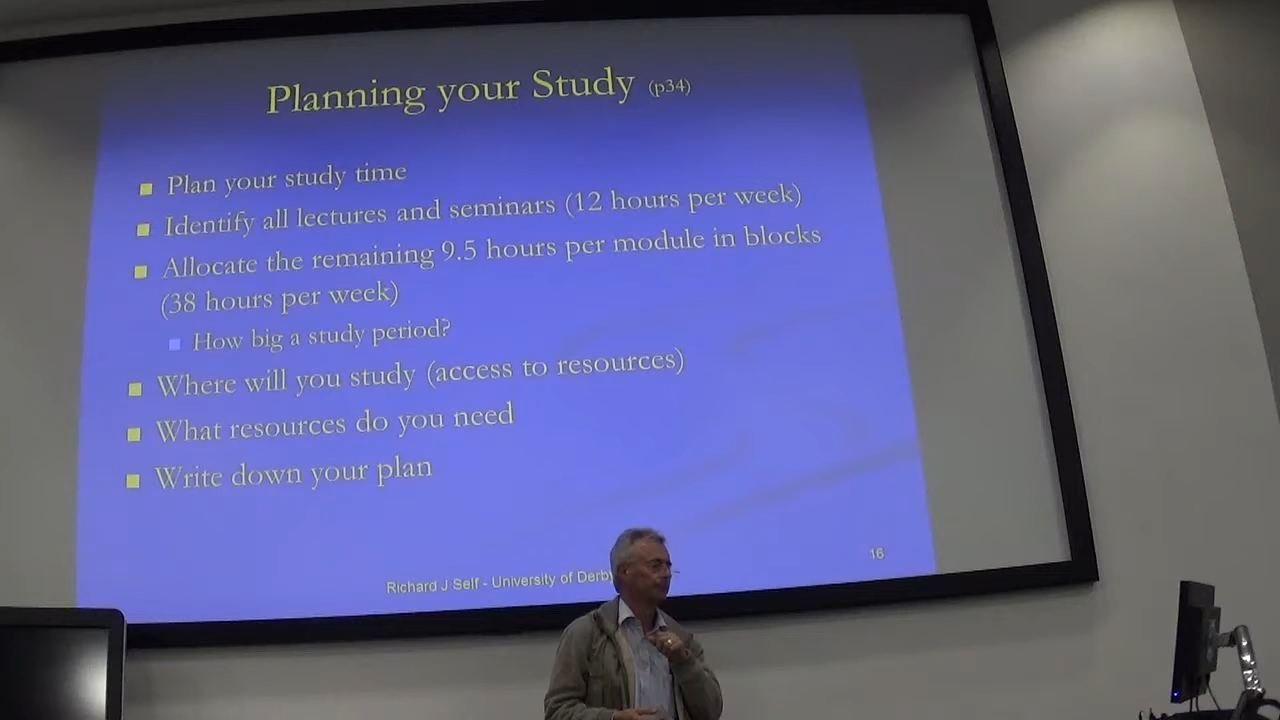 Planning your Study (p34)
Plan your study time
Identify all lectures and seminars (12 hours per week)
Allocate the remaining 9.5 hours per module in blocks
(38 hours per week)
How big a study period?
Where will you study (access to resources)
What resources do you need
Write down your plan
Richard J Self - University of Derby
16